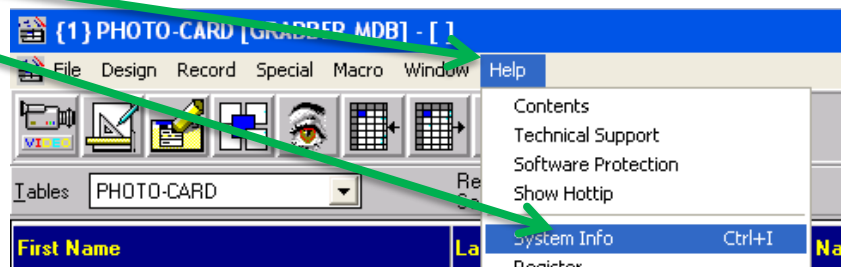 {1} PHOTO-CARD [GRABBER.MDB] - [ ]
File Design Record Special Macro Window Help
VIDEO
Contents
Technical Support
Software Protection
Show Hottip
Tables PHOTO-CARD
System Info Ctrl+I
Register
First Name